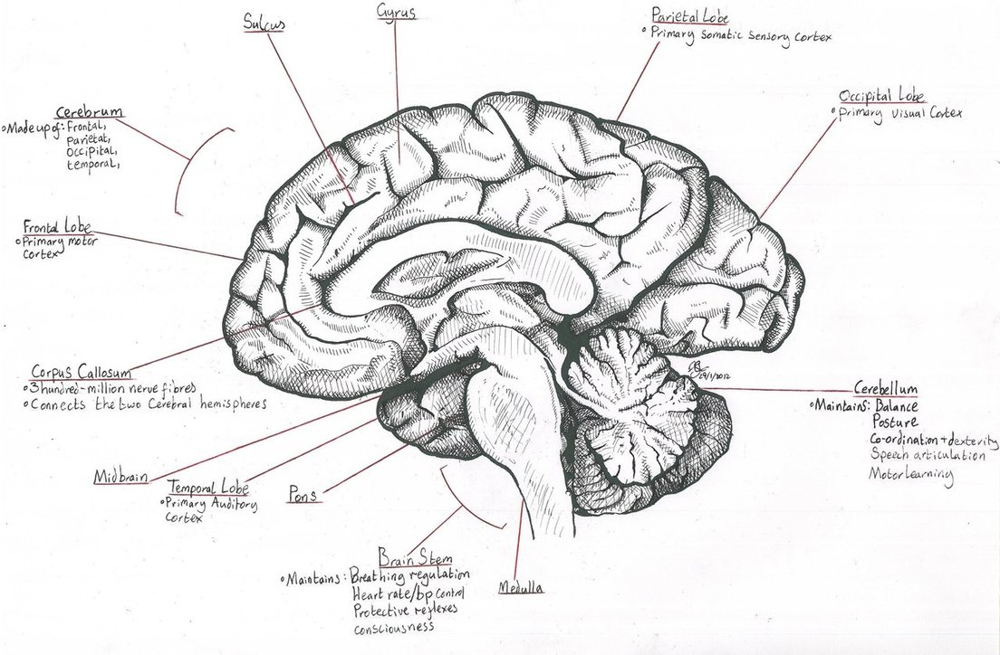 Sulcus
Gyrus
Parietal Lobe
• Primary Somatic Sensory Cortex
Occipital Lobe
• Primary Visual Cortex
Cerebrum
• Made up of: Frontal,
Parietal,
Occipital,
temporal,
Frontal Lobe
• Primary motor
Cortex
Corpus Callosum
• 3 hundred-million nerve fibres
• Connects the two Cerebral hemispheres
Cerebellum
• Maintains: Balance
Posture
Co-ordination + dexterity
Speech articulation
Motor learning
Midbrain
Temporal Lobe
• Primary Auditory
Cortex
Pons
Brain Stem
• Maintains: Breathing regulation
Heart rate/bp control
Protective reflexes
consciousness
Medulla